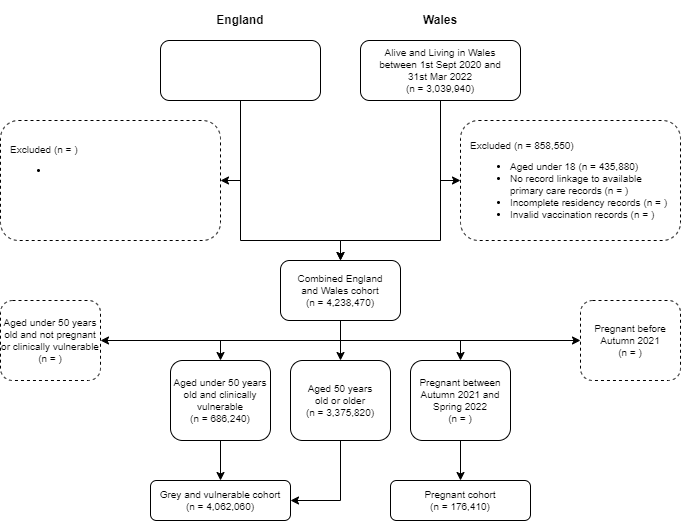 England
Wales
Alive and Living in Wales
between 1st Sept 2020 and
31st Mar 2022
(n = 3,039,940)
Excluded (n = )
•
Excluded (n = 858,550)
• Aged under 18 (n = 435,880)
• No record linkage to available
primary care records (n = )
• Incomplete residency records (n = )
• Invalid vaccination records (n = )
Combined England
and Wales cohort
(n = 4,238,470)
Aged under 50 years
old and not pregnant
or clinically vulnerable
(n = )
Pregnant before
Autumn 2021
(n = )
Aged under 50 years
old and clinically
vulnerable
(n = 686,240)
Aged 50 years
old or older
(n = 3,375,820)
Pregnant between
Autumn 2021 and
Spring 2022
(n = )
Grey and vulnerable cohort
(n = 4,062,060)
Pregnant cohort
(n = 176,410)